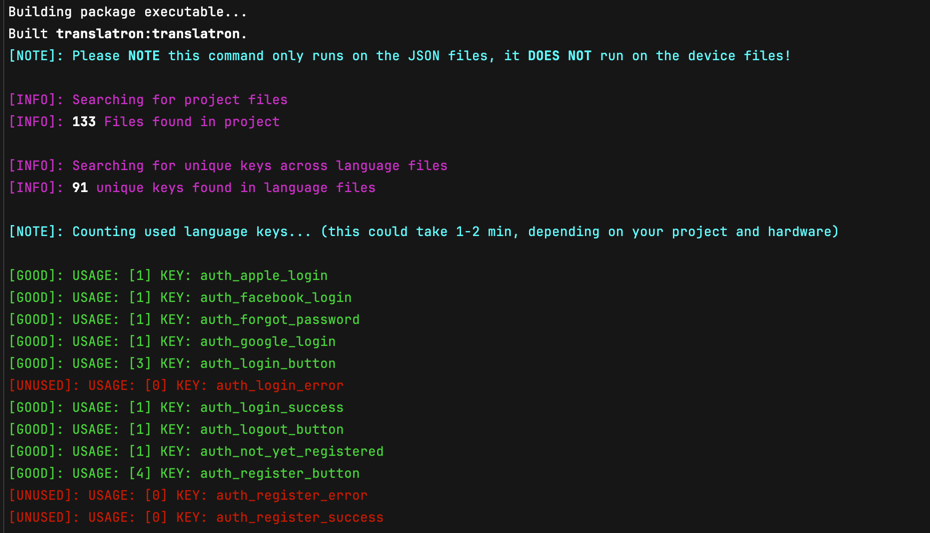 Building package executable...
Built translatron:translatron.
[NOTE]: Please NOTE this command only runs on the JSON files, it DOES NOT run on the device files!
[INFO]: Searching for project files
[INFO]: 133 Files found in project
[INFO]: Searching for unique keys across language files
[INFO]: 91 unique keys found in language files
[NOTE]: Counting used language keys... (this could take 1-2 min, depending on your project and hardware)
[GOOD]: USAGE: [1] KEY: auth_apple_login
[GOOD]: USAGE: [1] KEY: auth_facebook_login
[GOOD]: USAGE: [1] KEY: auth_forgot_password
[GOOD]: USAGE: [1] KEY: auth_google_login
[GOOD]: USAGE: [3] KEY: auth_login_button
[UNUSED]: USAGE: [0] KEY: auth_login_error
[GOOD]: USAGE: [1] KEY: auth_login_success
[GOOD]: USAGE: [1] KEY: auth_logout_button
[GOOD]: USAGE: [1] KEY: auth_not_yet_registered
[GOOD]: USAGE: [4] KEY: auth_register_button
[UNUSED]: USAGE: [0] KEY: auth_register_error
[UNUSED]: USAGE: [0] KEY: auth_register_success